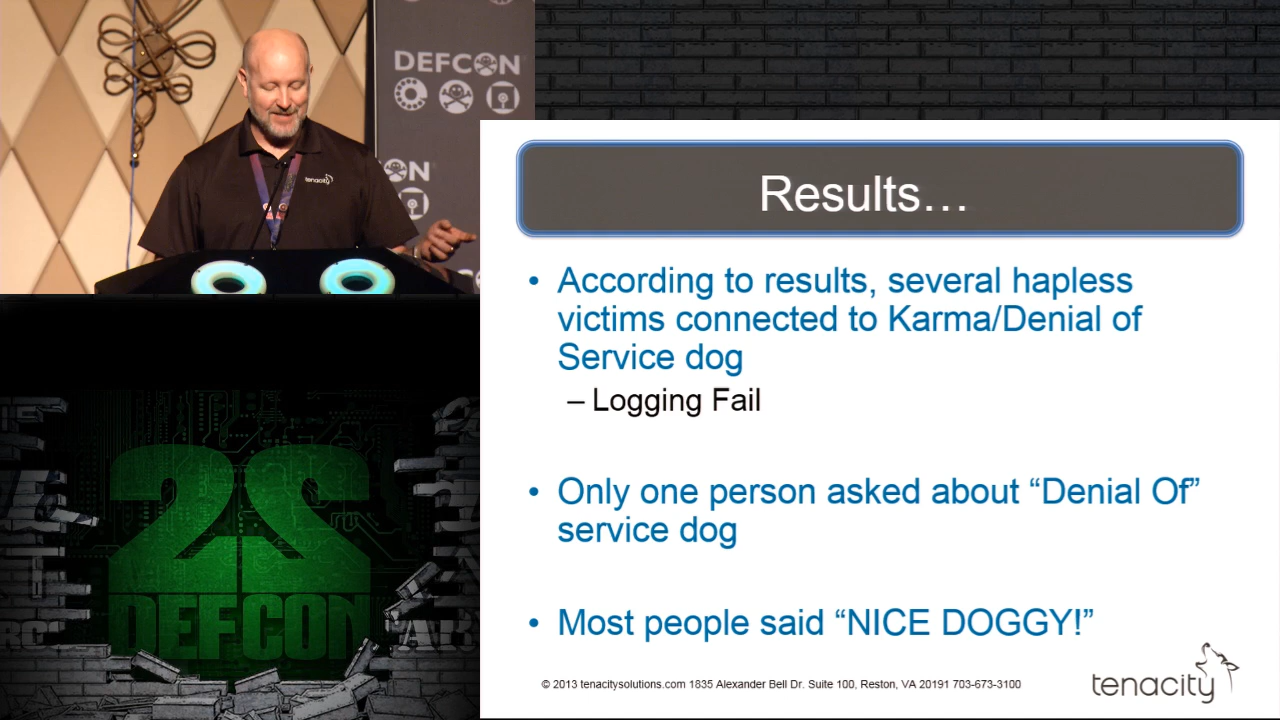 DEFCON
CON
tenacity
Results…
• According to results, several hapless
victims connected to Karma/Denial of
Service dog
– Logging Fail
• Only one person asked about “Denial Of”
service dog
• Most people said “NICE DOGGY!”
© 2013 tenacitysolutions.com 1835 Alexander Bell Dr. Suite 100, Reston, VA 20191 703-673-3100
tenacity
22
DEFCON